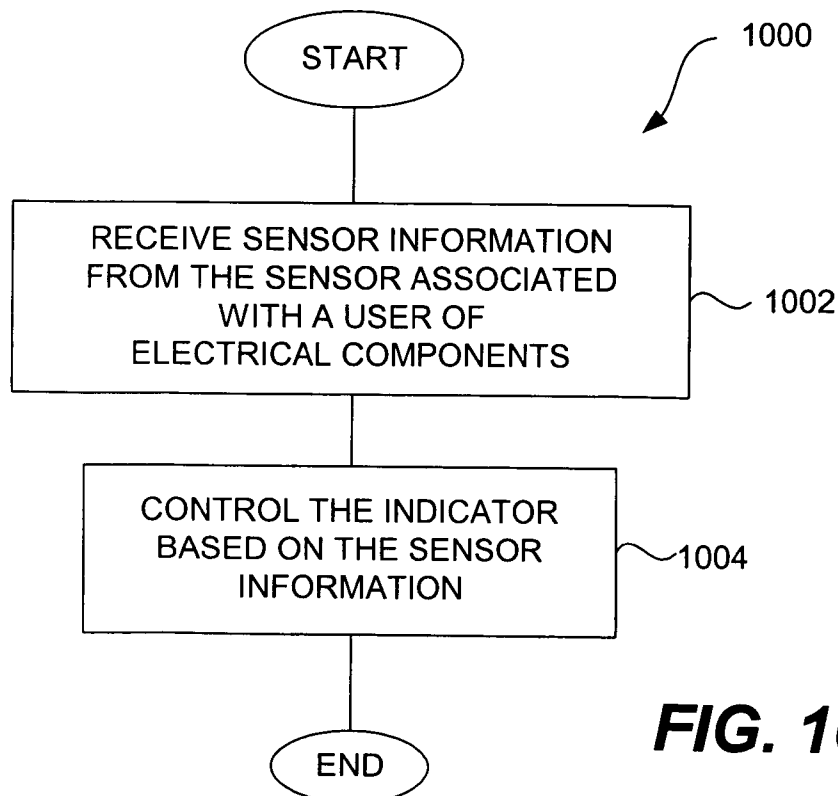 START
1000
RECEIVE SENSOR INFORMATION
FROM THE SENSOR ASSOCIATED
WITH A USER OF
ELECTRICAL COMPONENTS
1002
CONTROL THE INDICATOR
BASED ON THE SENSOR
INFORMATION
1004
END
FIG.